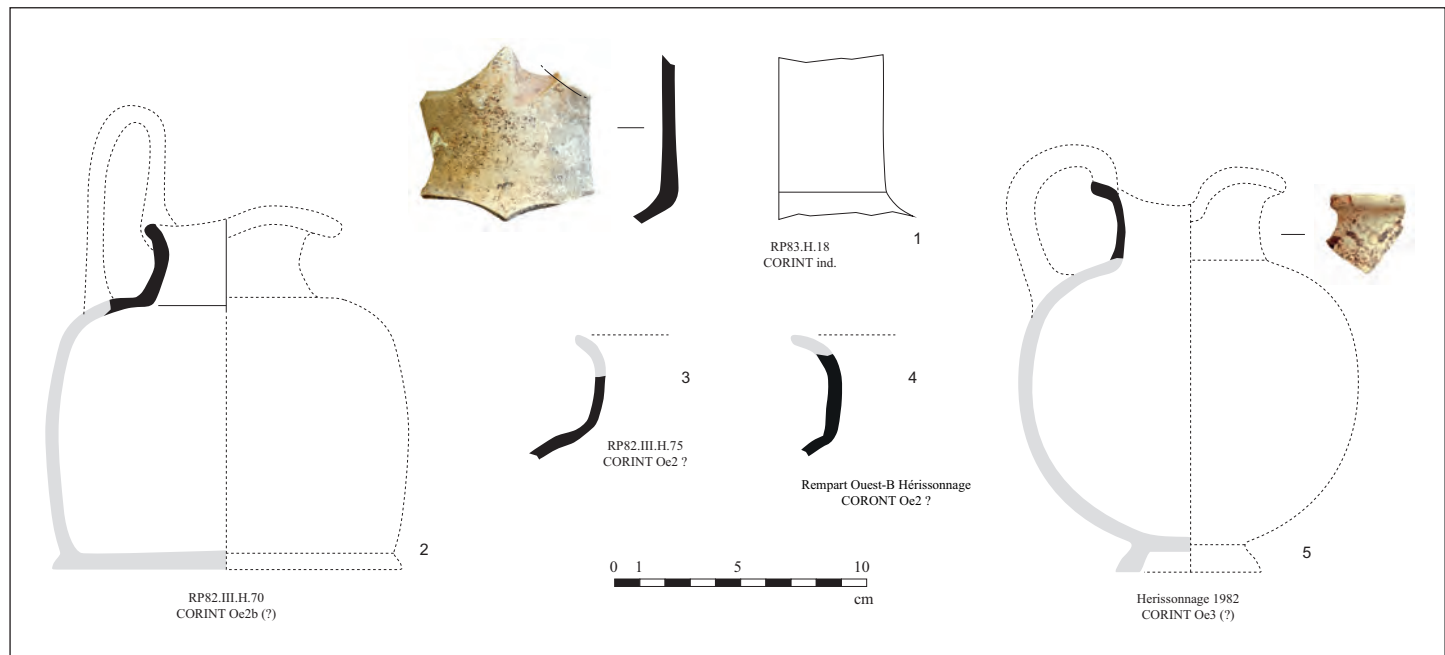 1
RP83.H.18
CORINT ind.
2
RP82.III.H.70
CORINT Oe2b (?)
3
RP82.III.H.75
CORINT Oe2 ?
4
Rempart Ouest-B Hérissonnage
CORONT Oe2 ?
0 1 5 10
cm
5
Herissonnage 1982
CORINT Oe3 (?)